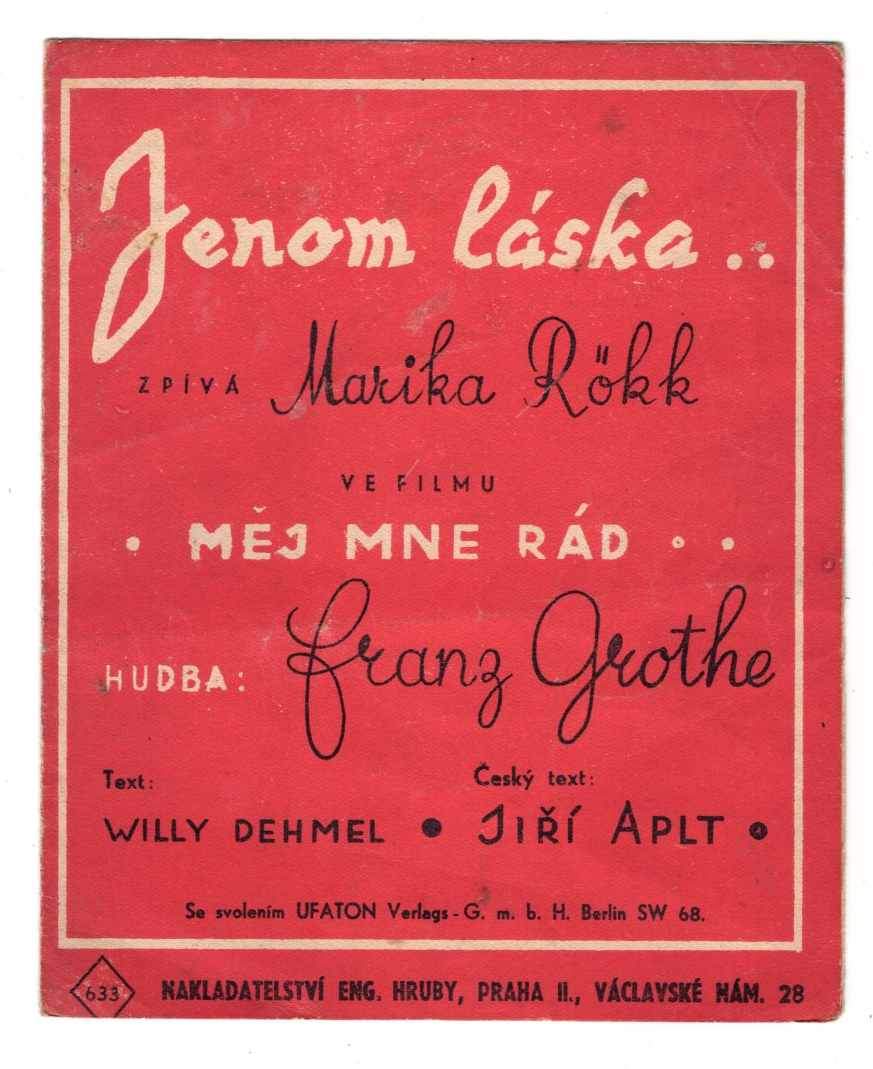 Jenom láska ..
ZPÍVÁ Marika Rökk
VE FILMU
• MĚJ MNE RÁD • •
HUDBA: Franz Grothe
Text: Český text:
WILLY DEHMEL • JIŘÍ APLT •
Se svolením UFATON Verlags - G. m. b. H. Berlin SW 68.
633 NAKLADATELSTVÍ ENG. HRUBY, PRAHA II., VÁCLAVSKÉ NÁM. 28